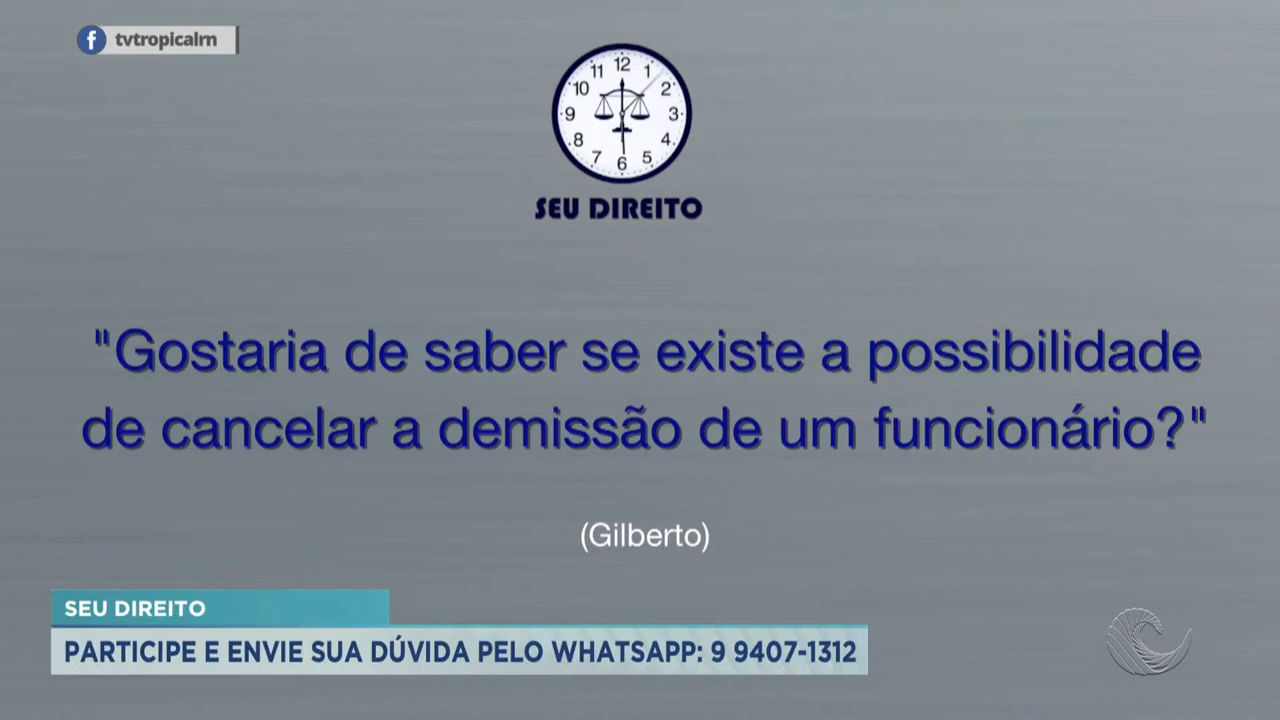 tvtropicalrn
11 12 1
10 2
9 3
8 4
7 6 5
SEU DIREITO
"Gostaria de saber se existe a possibilidade
de cancelar a demissão de um funcionário?"
(Gilberto)
SEU DIREITO
PARTICIPE E ENVIE SUA DÚVIDA PELO WHATSAPP: 9 9407-1312